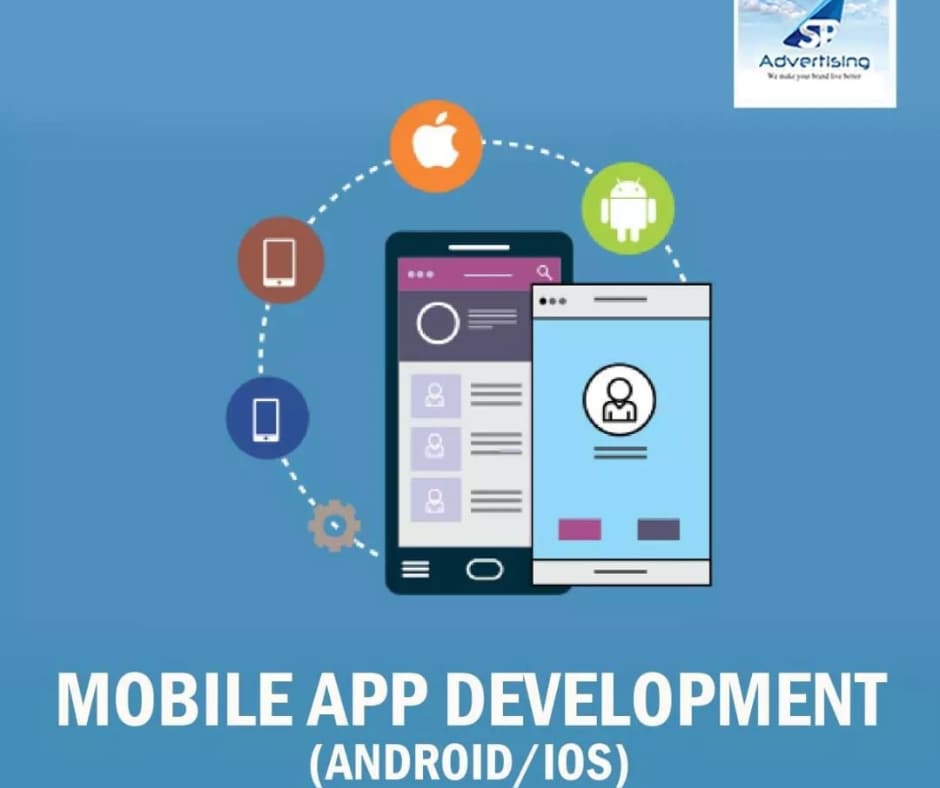 SP
Advertising
We make your brand live better
MOBILE APP DEVELOPMENT
(ANDROID/IOS)